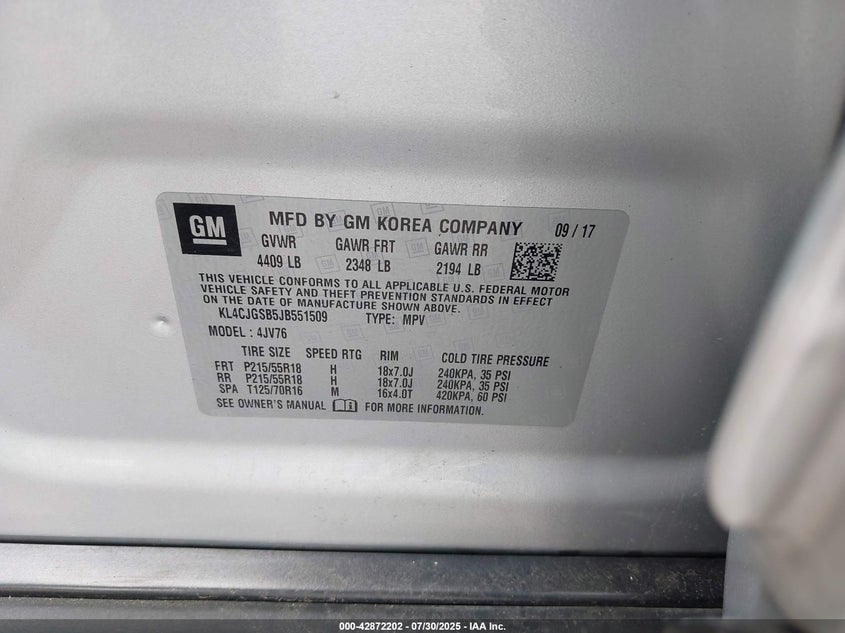 GM
MFD BY GM KOREA COMPANY 09 / 17
GVWR GAWR FRT GAWR RR
4409 LB 2348 LB 2194 LB
THIS VEHICLE CONFORMS TO ALL APPLICABLE U.S. FEDERAL MOTOR
VEHICLE SAFETY AND THEFT PREVENTION STANDARDS IN EFFECT
ON THE DATE OF MANUFACTURE SHOWN ABOVE.
KL4CJGSB5JB551509 TYPE: MPV
MODEL : 4JV76
TIRE SIZE SPEED RTG RIM COLD TIRE PRESSURE
FRT P215/55R18 H 18x7.0J 240KPA, 35 PSI
RR P215/55R18 H 18x7.0J 240KPA, 35 PSI
SPA T125/70R16 M 16x4.0T 420KPA, 60 PSI
SEE OWNER'S MANUAL FOR MORE INFORMATION.
000-42872202 - 07/30/2025 - IAA Inc.